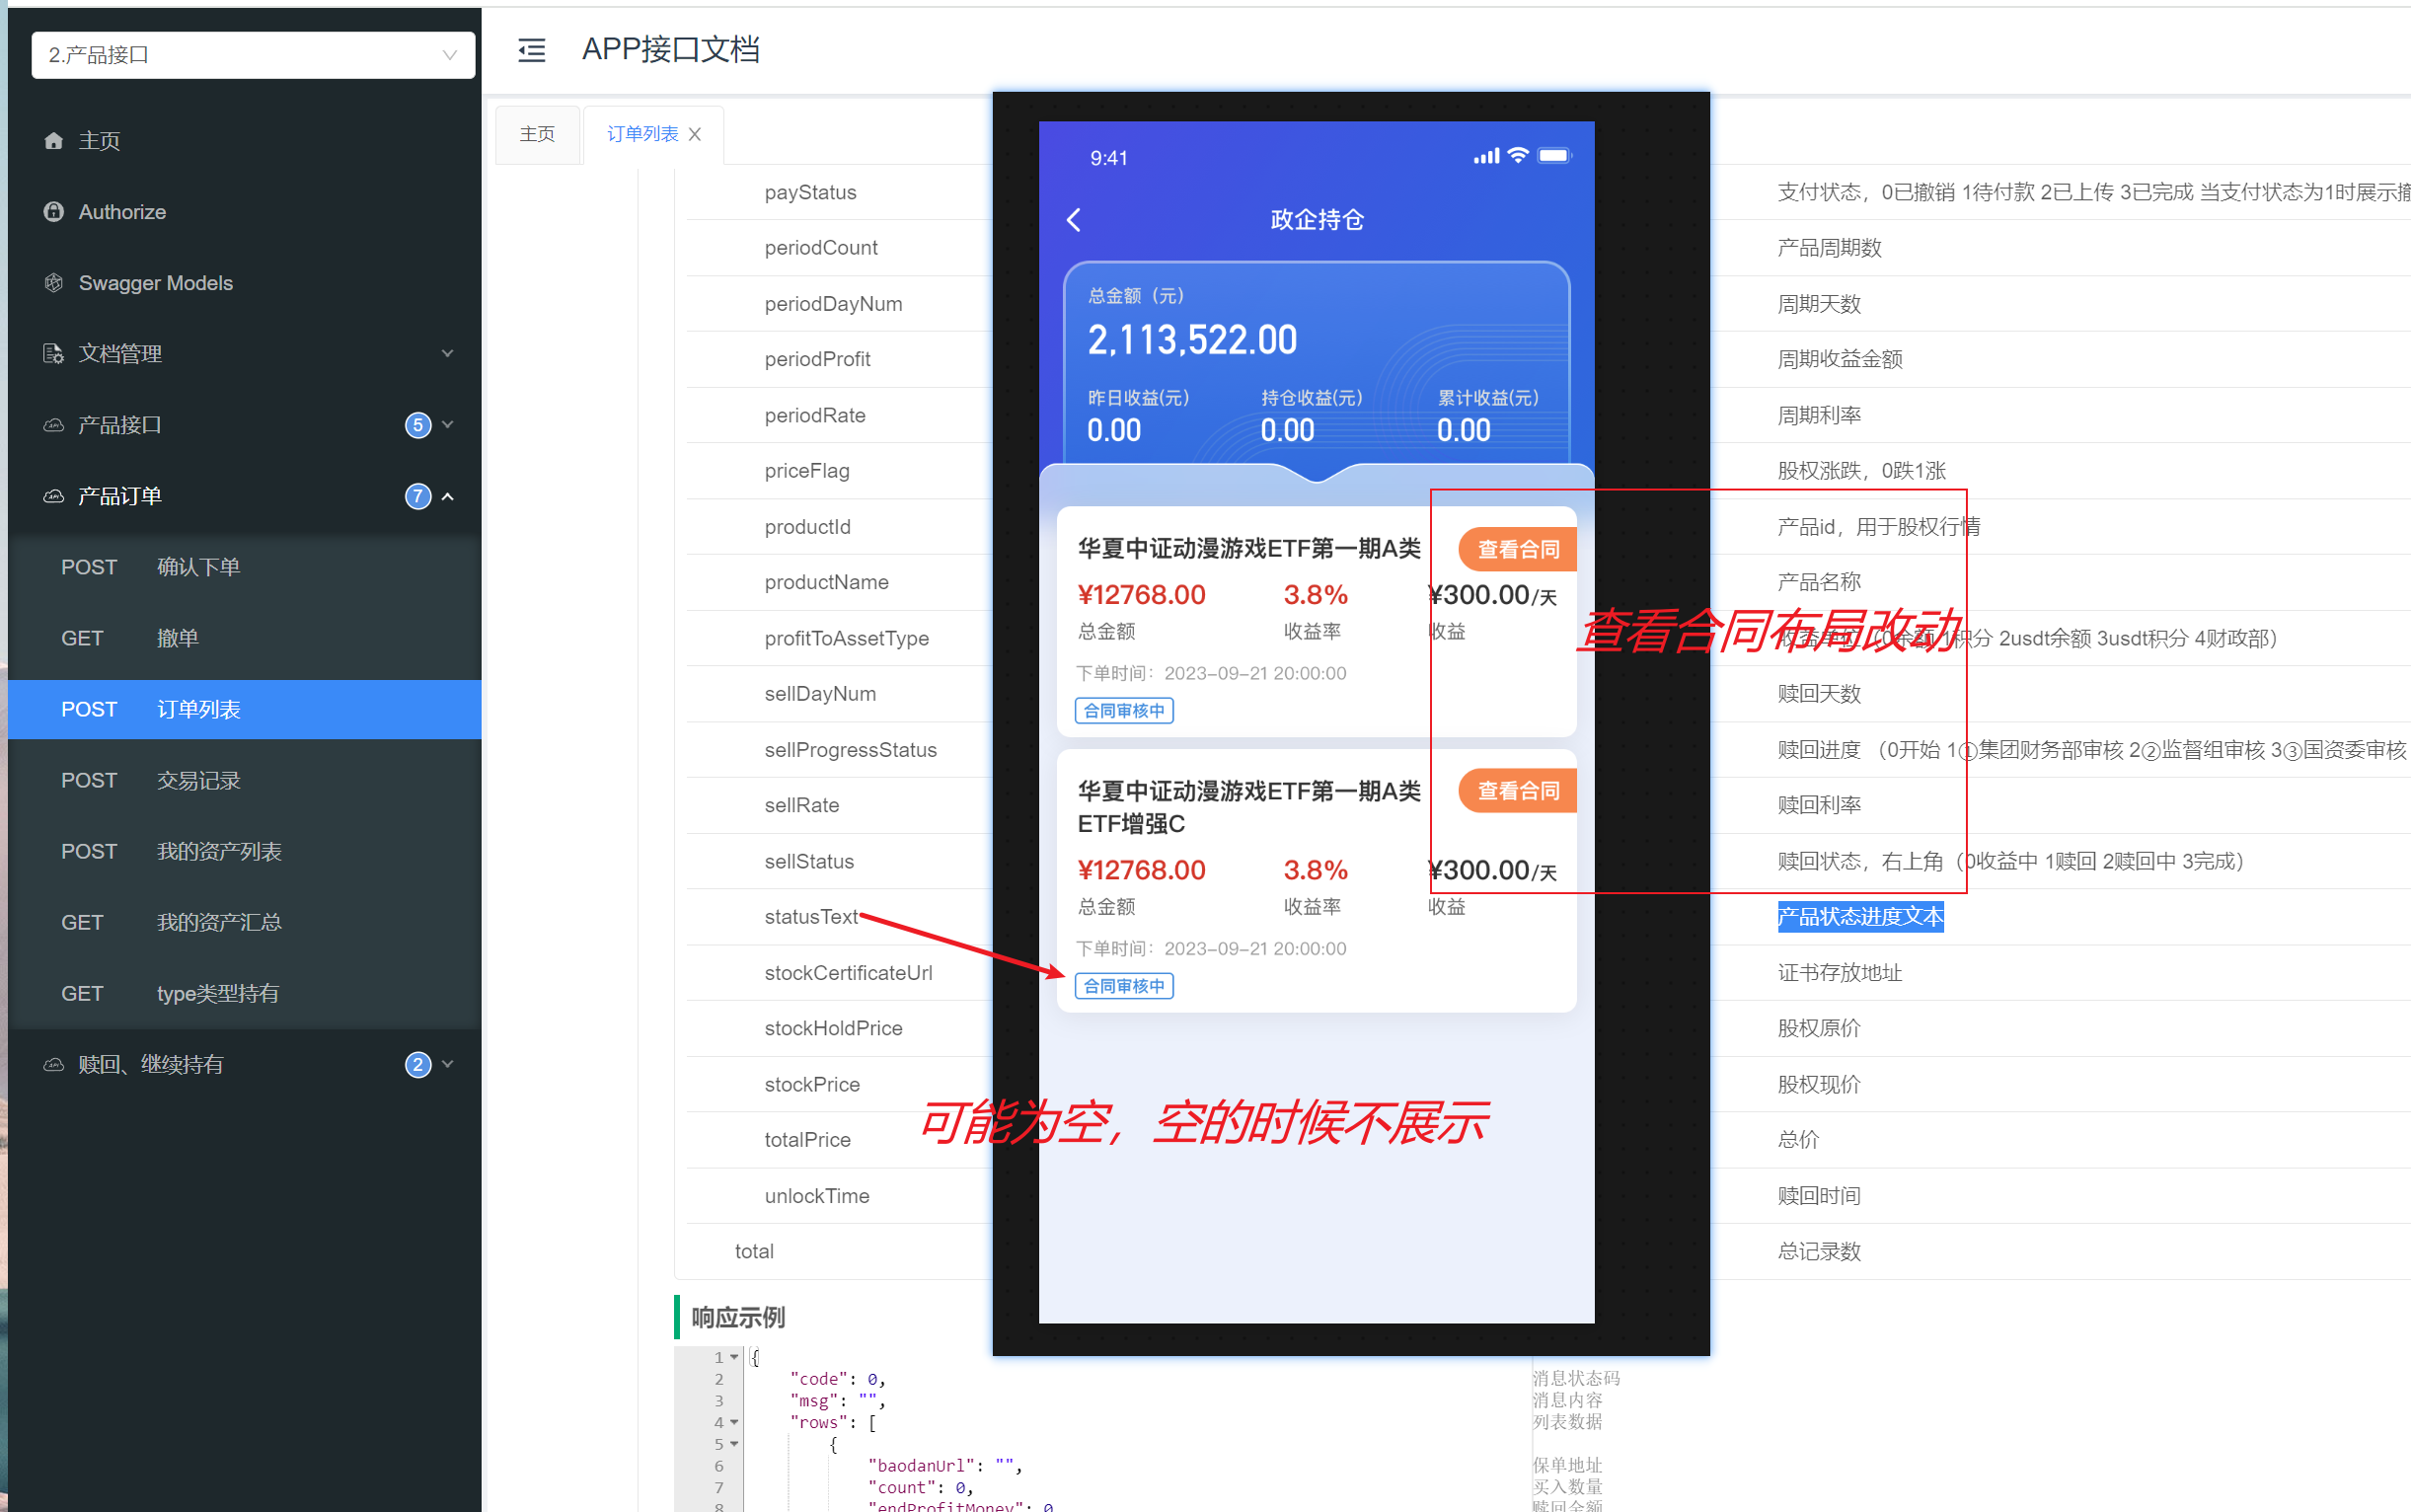 2.产品接口
主页
Authorize
Swagger Models
文档管理
产品接口 5
产品订单 7
POST 确认下单
GET 撤单
POST 订单列表
POST 交易记录
POST 我的资产列表
GET 我的资产汇总
GET type类型持有
赎回、继续持有 2
APP接口文档
主页 订单列表
payStatus 支付状态，0已撤销 1待付款 2已上传 3已完成 当支付状态为1时展示撤
periodCount 产品周期数
periodDayNum 周期天数
periodProfit 周期收益金额
periodRate 周期利率
priceFlag 股权涨跌，0跌1涨
productId 产品id，用于股权行情
productName 产品名称
profitToAssetType 收益单位（0余额 1积分 2usdt余额 3usdt积分 4财政部）
sellDayNum 赎回天数
sellProgressStatus 赎回进度 （0开始 1①集团财务部审核 2②监督组审核 3③国资委审核
sellRate 赎回利率
sellStatus 赎回状态，右上角（0收益中 1赎回 2赎回中 3完成）
statusText 产品状态进度文本
stockCertificateUrl 证书存放地址
stockHoldPrice 股权原价
stockPrice 股权现价
totalPrice 总价
unlockTime 赎回时间
total 总记录数
9:41
政企持仓
总金额（元）
2,113,522.00
昨日收益(元) 持仓收益(元) 累计收益(元)
0.00 0.00 0.00
华夏中证动漫游戏ETF第一期A类 查看合同
¥12768.00 3.8% ¥300.00/天
总金额 收益率 收益
下单时间：2023-09-21 20:00:00
合同审核中
华夏中证动漫游戏ETF第一期A类 查看合同
ETF增强C
¥12768.00 3.8% ¥300.00/天
总金额 收益率 收益
下单时间：2023-09-21 20:00:00
合同审核中
查看合同布局改动
可能为空，空的时候不展示
响应示例
1 {
2 "code": 0, 消息状态码
3 "msg": "", 消息内容
4 "rows": [ 列表数据
5 {
6 "baodanUrl": "", 保单地址
7 "count": 0, 买入数量
8 "endProfitMoney": 0 赎回金额